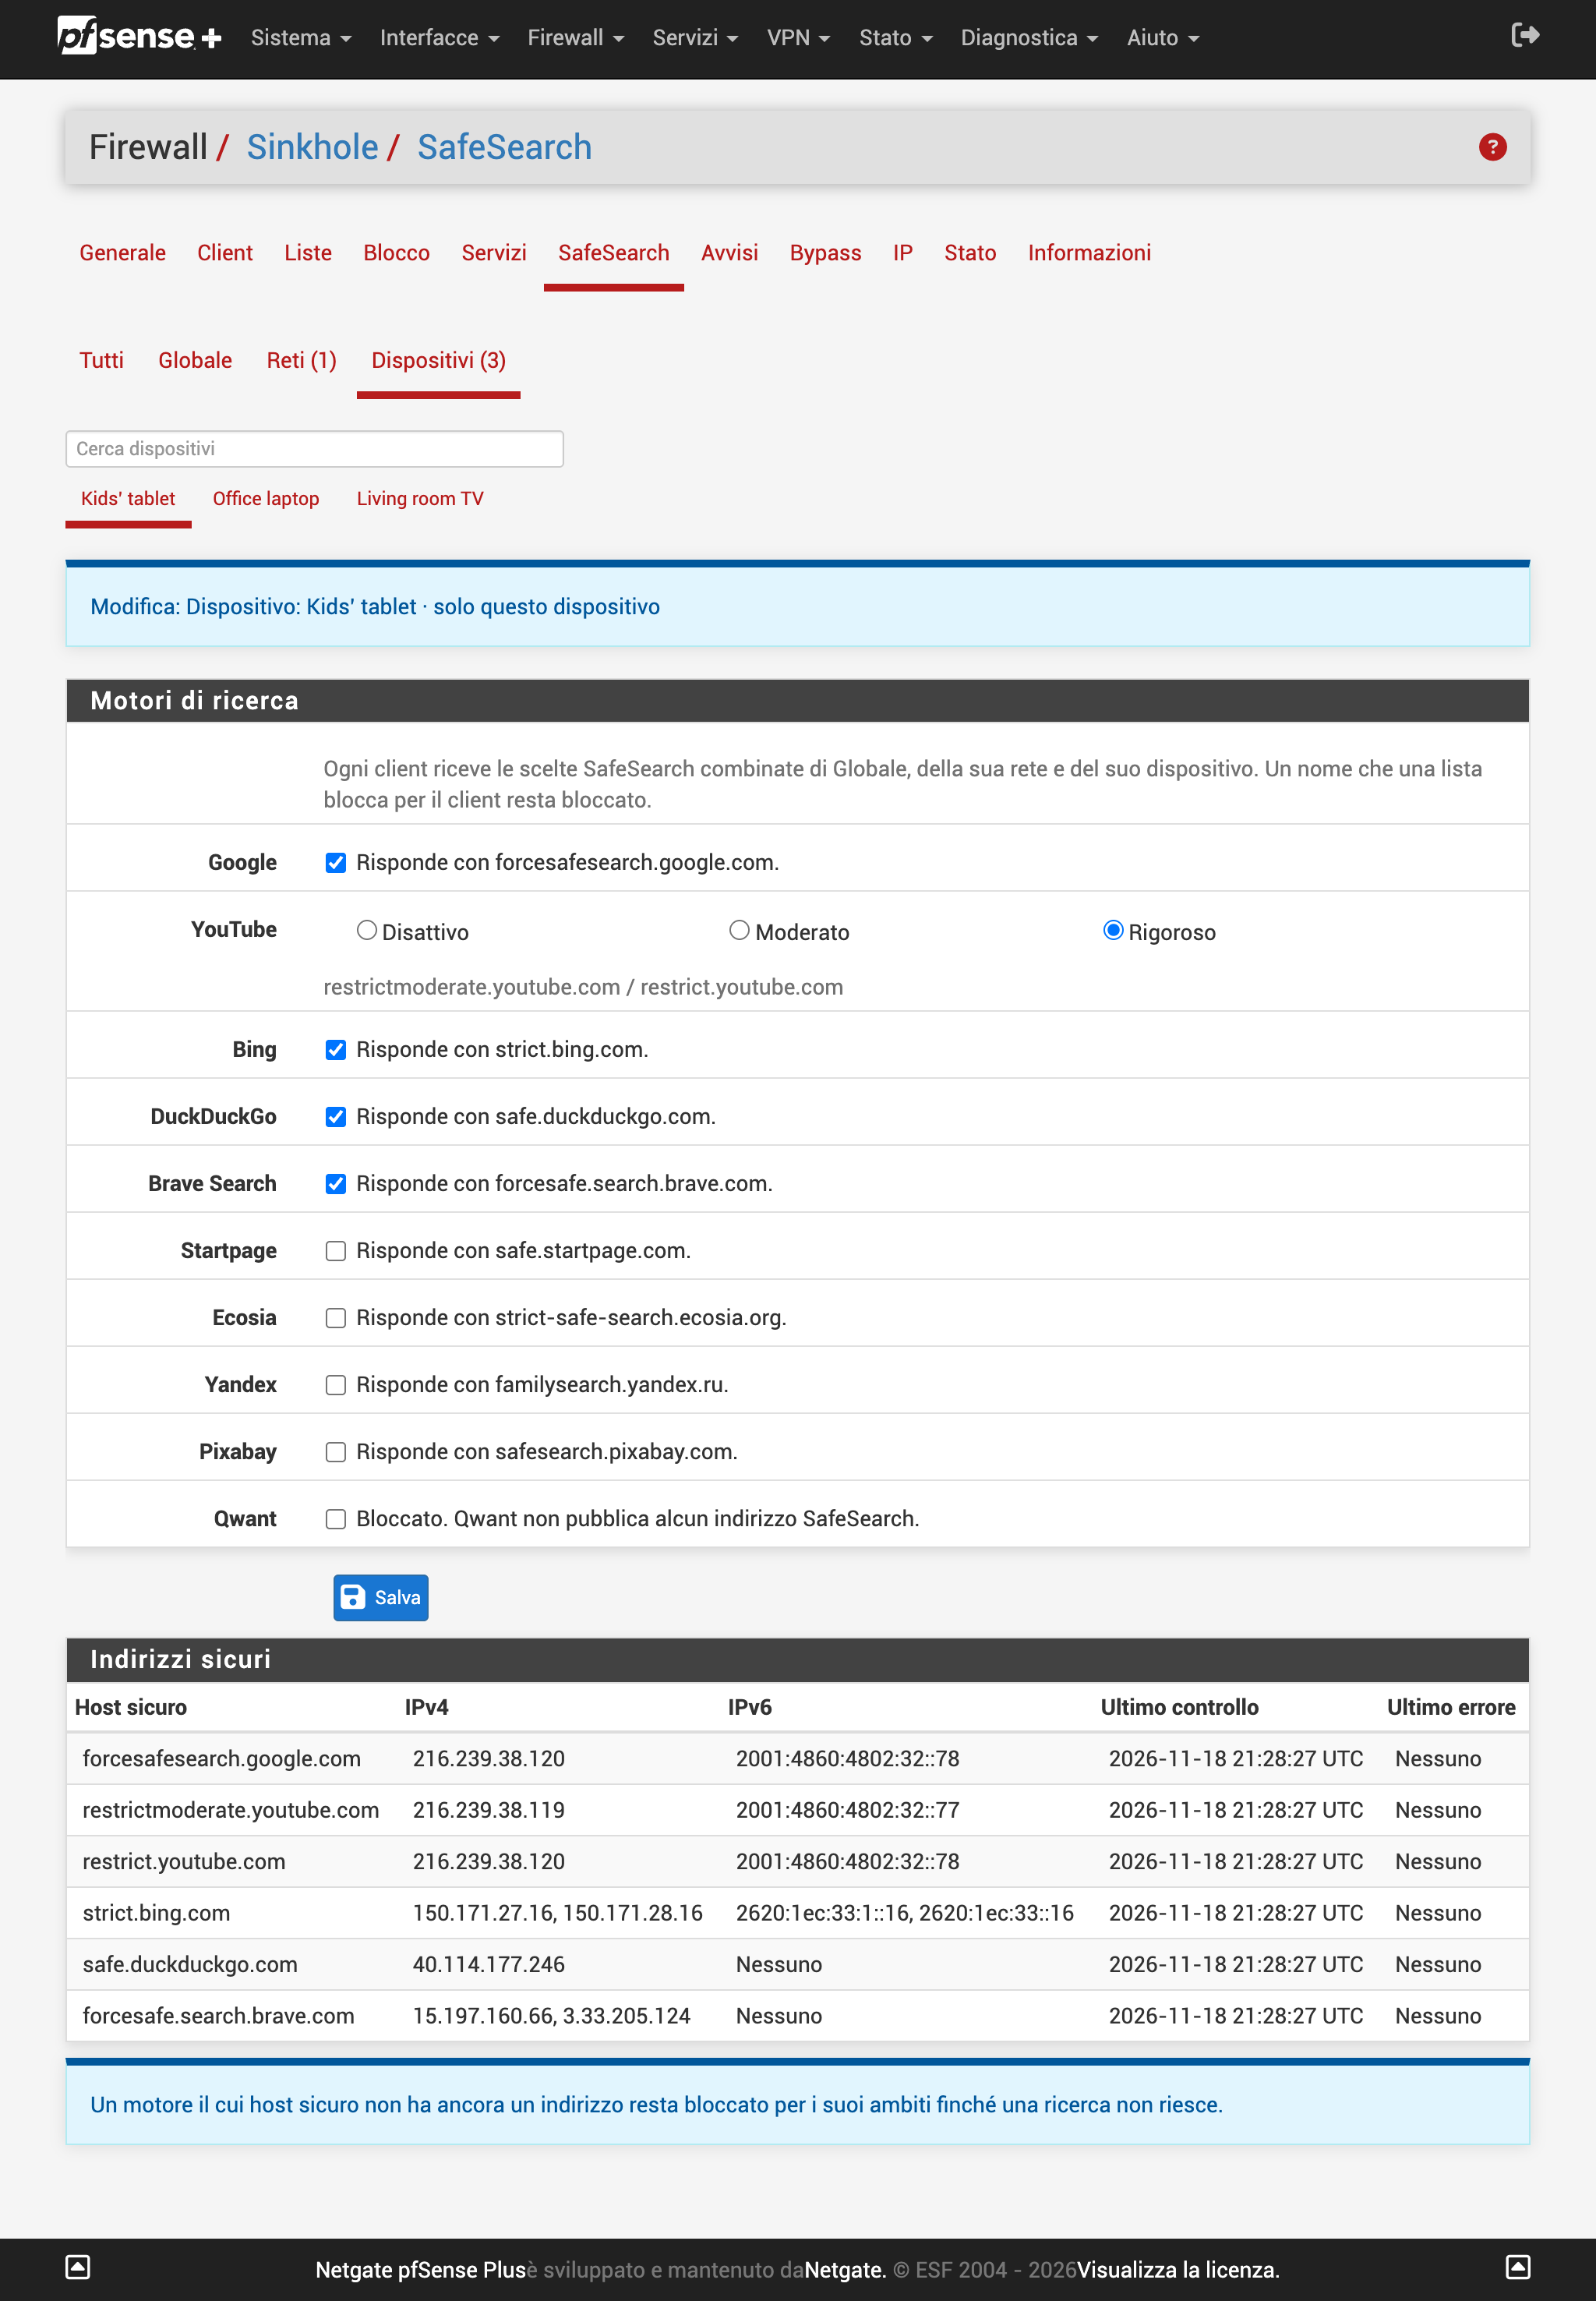 pfsense+ Sistema Interfacce Firewall Servizi VPN Stato Diagnostica Aiuto
Firewall / Sinkhole / SafeSearch ?
Generale Client Liste Blocco Servizi SafeSearch Avvisi Bypass IP Stato Informazioni
Tutti Globale Reti (1) Dispositivi (3)
Cerca dispositivi
Kids' tablet Office laptop Living room TV
Modifica: Dispositivo: Kids' tablet · solo questo dispositivo
Motori di ricerca
Ogni client riceve le scelte SafeSearch combinate di Globale, della sua rete e del suo dispositivo. Un nome che una lista
blocca per il client resta bloccato.
Google Risponde con forcesafesearch.google.com.
YouTube Disattivo Moderato Rigoroso
restrictmoderate.youtube.com / restrict.youtube.com
Bing Risponde con strict.bing.com.
DuckDuckGo Risponde con safe.duckduckgo.com.
Brave Search Risponde con forcesafe.search.brave.com.
Startpage Risponde con safe.startpage.com.
Ecosia Risponde con strict-safe-search.ecosia.org.
Yandex Risponde con familysearch.yandex.ru.
Pixabay Risponde con safesearch.pixabay.com.
Qwant Bloccato. Qwant non pubblica alcun indirizzo SafeSearch.
Salva
Indirizzi sicuri
Host sicuro IPv4 IPv6 Ultimo controllo Ultimo errore
forcesafesearch.google.com 216.239.38.120 2001:4860:4802:32::78 2026-11-18 21:28:27 UTC Nessuno
restrictmoderate.youtube.com 216.239.38.119 2001:4860:4802:32::77 2026-11-18 21:28:27 UTC Nessuno
restrict.youtube.com 216.239.38.120 2001:4860:4802:32::78 2026-11-18 21:28:27 UTC Nessuno
strict.bing.com 150.171.27.16, 150.171.28.16 2620:1ec:33:1::16, 2620:1ec:33::16 2026-11-18 21:28:27 UTC Nessuno
safe.duckduckgo.com 40.114.177.246 Nessuno 2026-11-18 21:28:27 UTC Nessuno
forcesafe.search.brave.com 15.197.160.66, 3.33.205.124 Nessuno 2026-11-18 21:28:27 UTC Nessuno
Un motore il cui host sicuro non ha ancora un indirizzo resta bloccato per i suoi ambiti finché una ricerca non riesce.
Netgate pfSense Plusè sviluppato e mantenuto daNetgate. © ESF 2004 - 2026Visualizza la licenza.